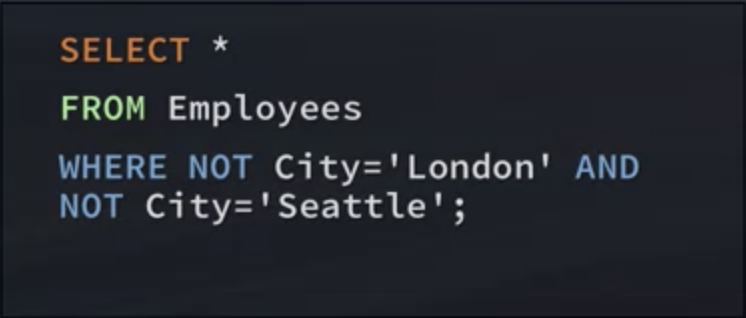 SELECT *
FROM Employees
WHERE NOT City='London' AND
NOT City='Seattle';